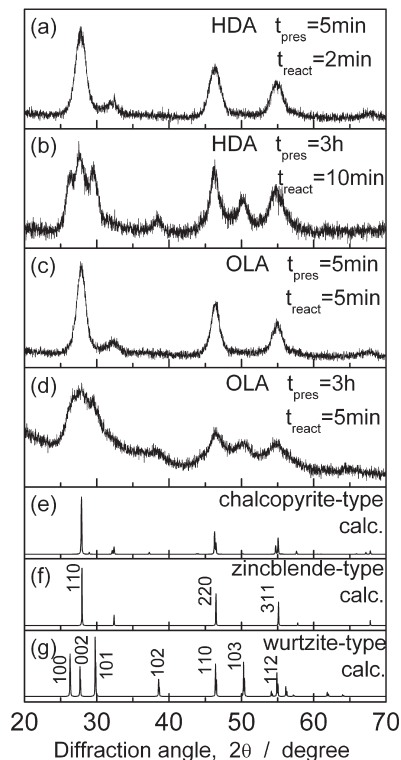 (a) HDA t_pres=5min
t_react=2min
(b) HDA t_pres=3h
t_react=10min
(c) OLA t_pres=5min
t_react=5min
(d) OLA t_pres=3h
t_react=5min
(e) chalcopyrite-type
calc.
(f) zincblende-type
calc.
110 220 311
(g) wurtzite-type
calc.
100 002 101 102 110 103 112
20 30 40 50 60 70
Diffraction angle, 2θ / degree